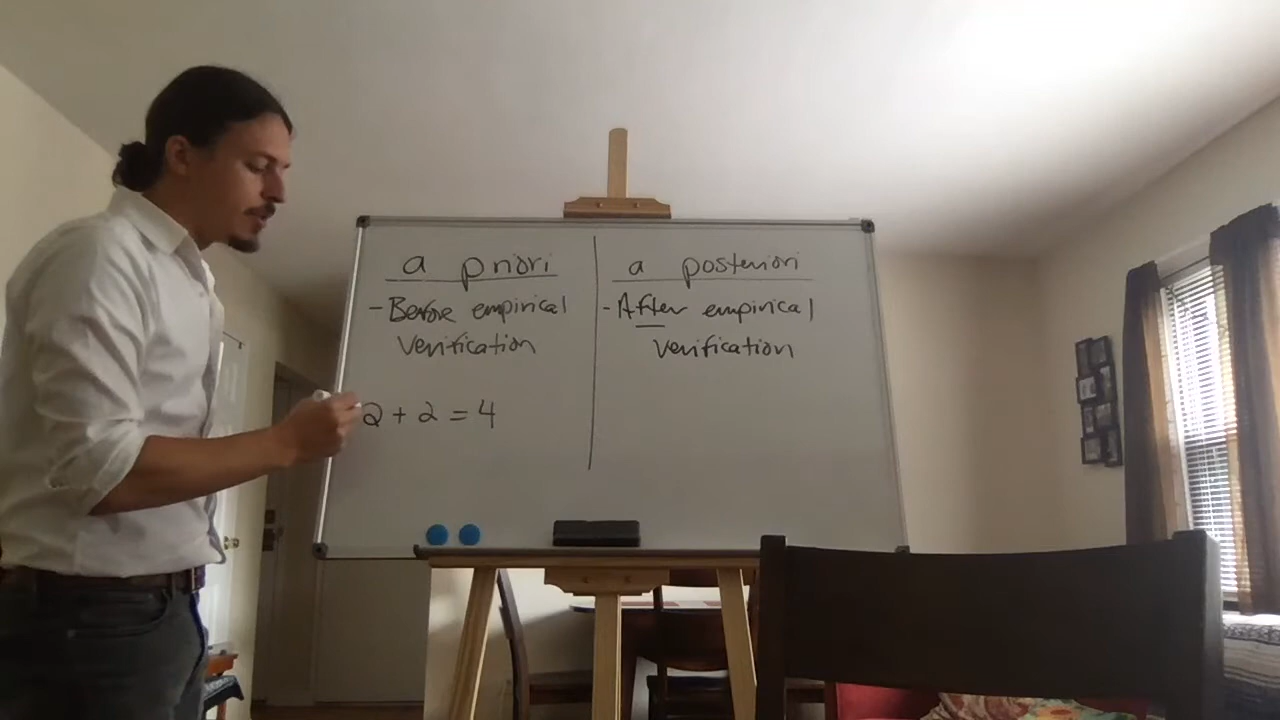 a priori
- Before empirical
verification
2 + 2 = 4
a posteriori
- After empirical
verification